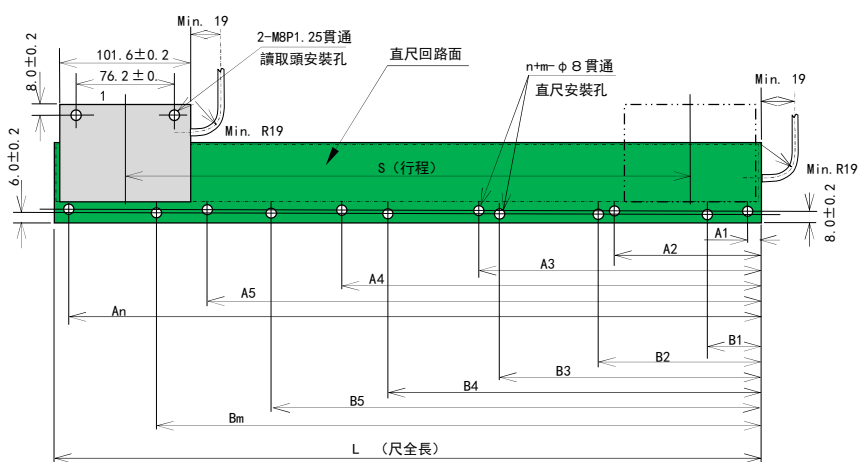 Min. 19
101.6±0.2
2-M8P1.25貫通
讀取頭安裝孔
直尺回路面
n+m-φ8貫通
直尺安裝孔
Min. 19
8.0±0.2
76.2±0.
1
Min. R19
S（行程）
Min.R19
6.0±0.2
8.0±0.2
A1
A2
A3
A4
A5
An
B1
B2
B3
B4
B5
Bm
L （尺全長）